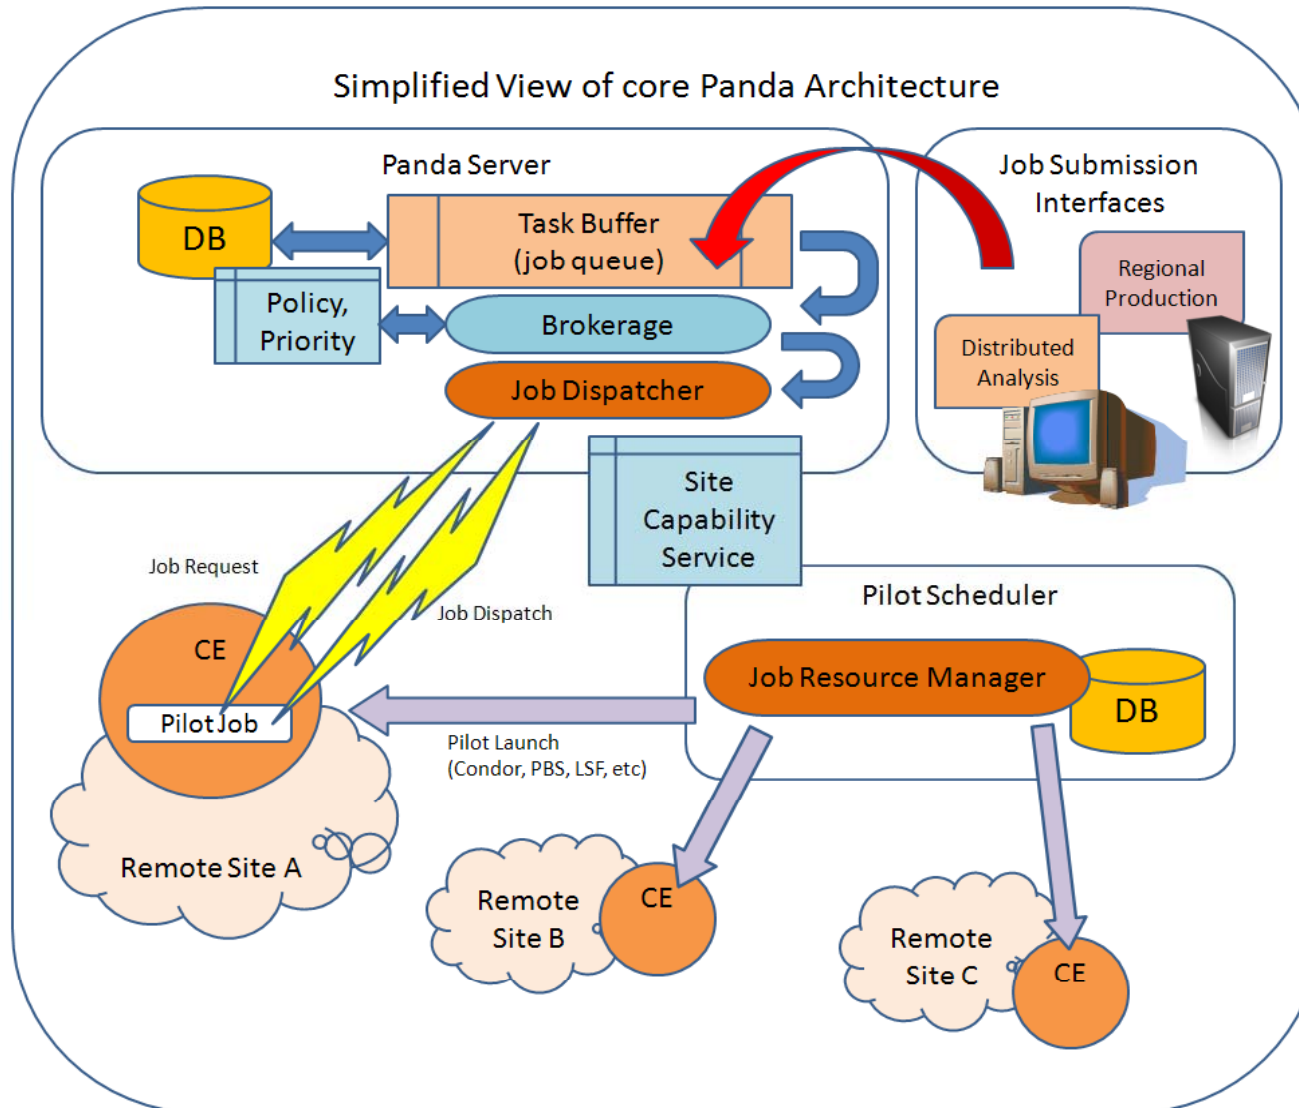 Simplified View of core Panda Architecture
Panda Server
DB
Task Buffer
(job queue)
Policy,
Priority
Brokerage
Job Dispatcher
Job Submission
Interfaces
Regional
Production
Distributed
Analysis
Site
Capability
Service
Job Request
Job Dispatch
CE
Pilot Job
Remote Site A
Pilot Scheduler
Job Resource Manager
DB
Pilot Launch
(Condor, PBS, LSF, etc)
Remote
Site B
CE
Remote
Site C
CE